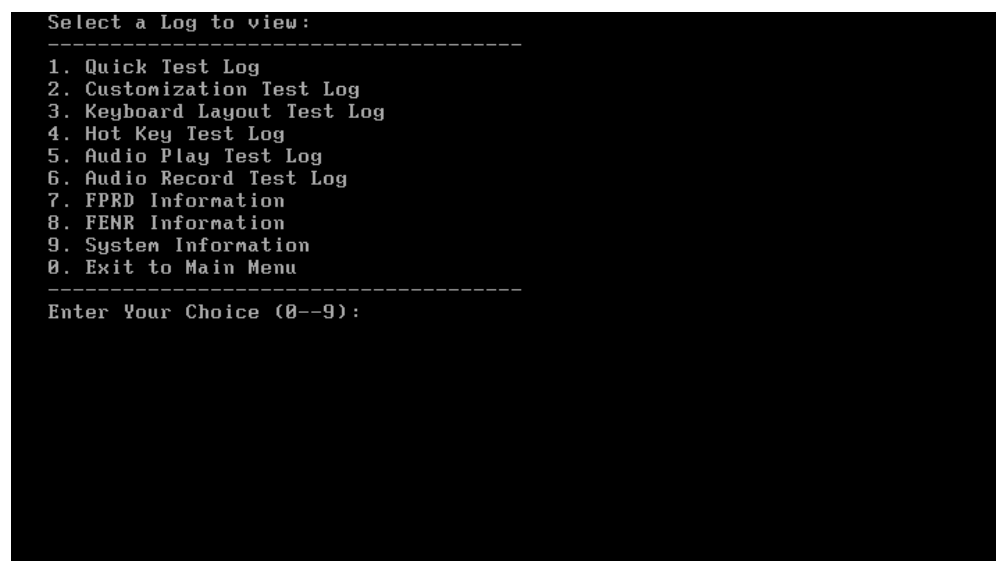 Select a Log to view:
--------------------------------------
1. Quick Test Log
2. Customization Test Log
3. Keyboard Layout Test Log
4. Hot Key Test Log
5. Audio Play Test Log
6. Audio Record Test Log
7. FPRD Information
8. FENR Information
9. System Information
0. Exit to Main Menu
--------------------------------------
Enter Your Choice (0--9):